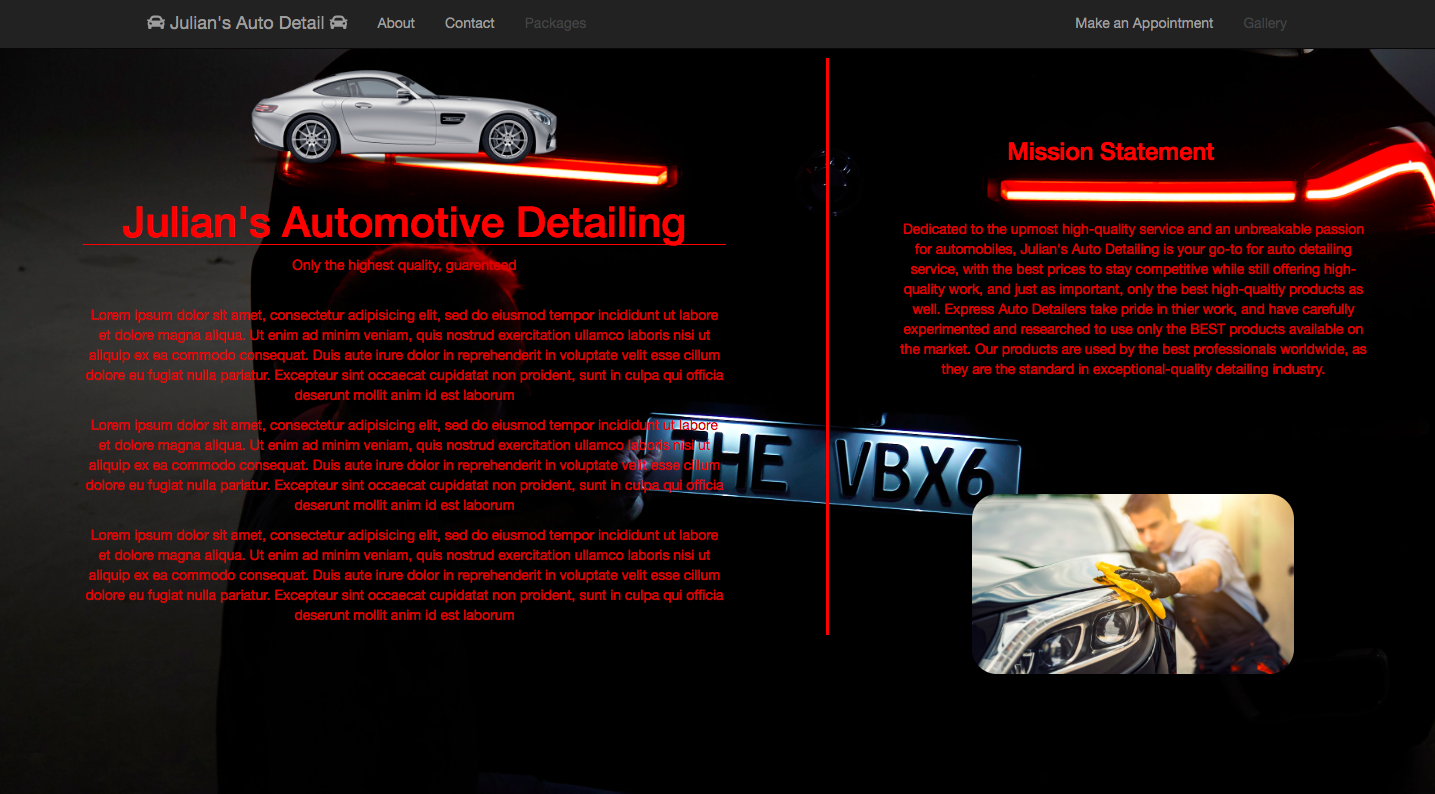 Julian's Auto Detail
About
Contact
Packages
Make an Appointment
Gallery
Julian's Automotive Detailing
Only the highest quality, guaranteed
Lorem ipsum dolor sit amet, consectetur adipisicing elit, sed do eiusmod tempor incididunt ut labore
et dolore magna aliqua. Ut enim ad minim veniam, quis nostrud exercitation ullamco laboris nisi ut
aliquip ex ea commodo consequat. Duis aute irure dolor in reprehenderit in voluptate velit esse cillum
dolore eu fugiat nulla pariatur. Excepteur sint occaecat cupidatat non proident, sunt in culpa qui officia
deserunt mollit anim id est laborum
Lorem ipsum dolor sit amet, consectetur adipisicing elit, sed do eiusmod tempor incididunt ut labore
et dolore magna aliqua. Ut enim ad minim veniam, quis nostrud exercitation ullamco laboris nisi ut
aliquip ex ea commodo consequat. Duis aute irure dolor in reprehenderit in voluptate velit esse cillum
dolore eu fugiat nulla pariatur. Excepteur sint occaecat cupidatat non proident, sunt in culpa qui officia
deserunt mollit anim id est laborum
Lorem ipsum dolor sit amet, consectetur adipisicing elit, sed do eiusmod tempor incididunt ut labore
et dolore magna aliqua. Ut enim ad minim veniam, quis nostrud exercitation ullamco laboris nisi ut
aliquip ex ea commodo consequat. Duis aute irure dolor in reprehenderit in voluptate velit esse cillum
dolore eu fugiat nulla pariatur. Excepteur sint occaecat cupidatat non proident, sunt in culpa qui officia
deserunt mollit anim id est laborum
THE VBX6
Mission Statement
Dedicated to the upmost high-quality service and an unbreakable passion
for automobiles, Julian's Auto Detailing is your go-to for auto detailing
service, with the best prices to stay competitive while still offering high-
quality work, and just as important, only the best high-qualtiy products as
well. Express Auto Detailers take pride in thier work, and have carefully
experimented and researched to use only the BEST products available on
the market. Our products are used by the best professionals worldwide, as
they are the standard in exceptional-quality detailing industry.